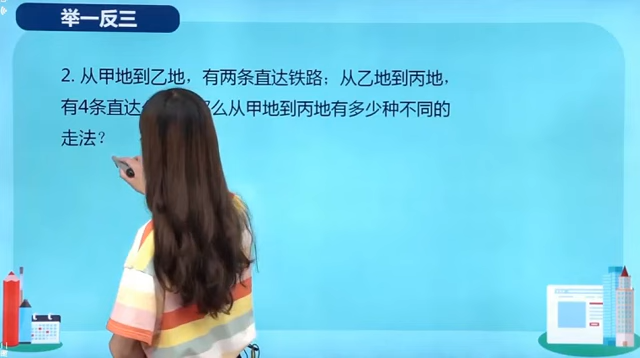 举一反三
2. 从甲地到乙地，有两条直达铁路；从乙地到丙地，
有4条直达 么从甲地到丙地有多少种不同的
走法？